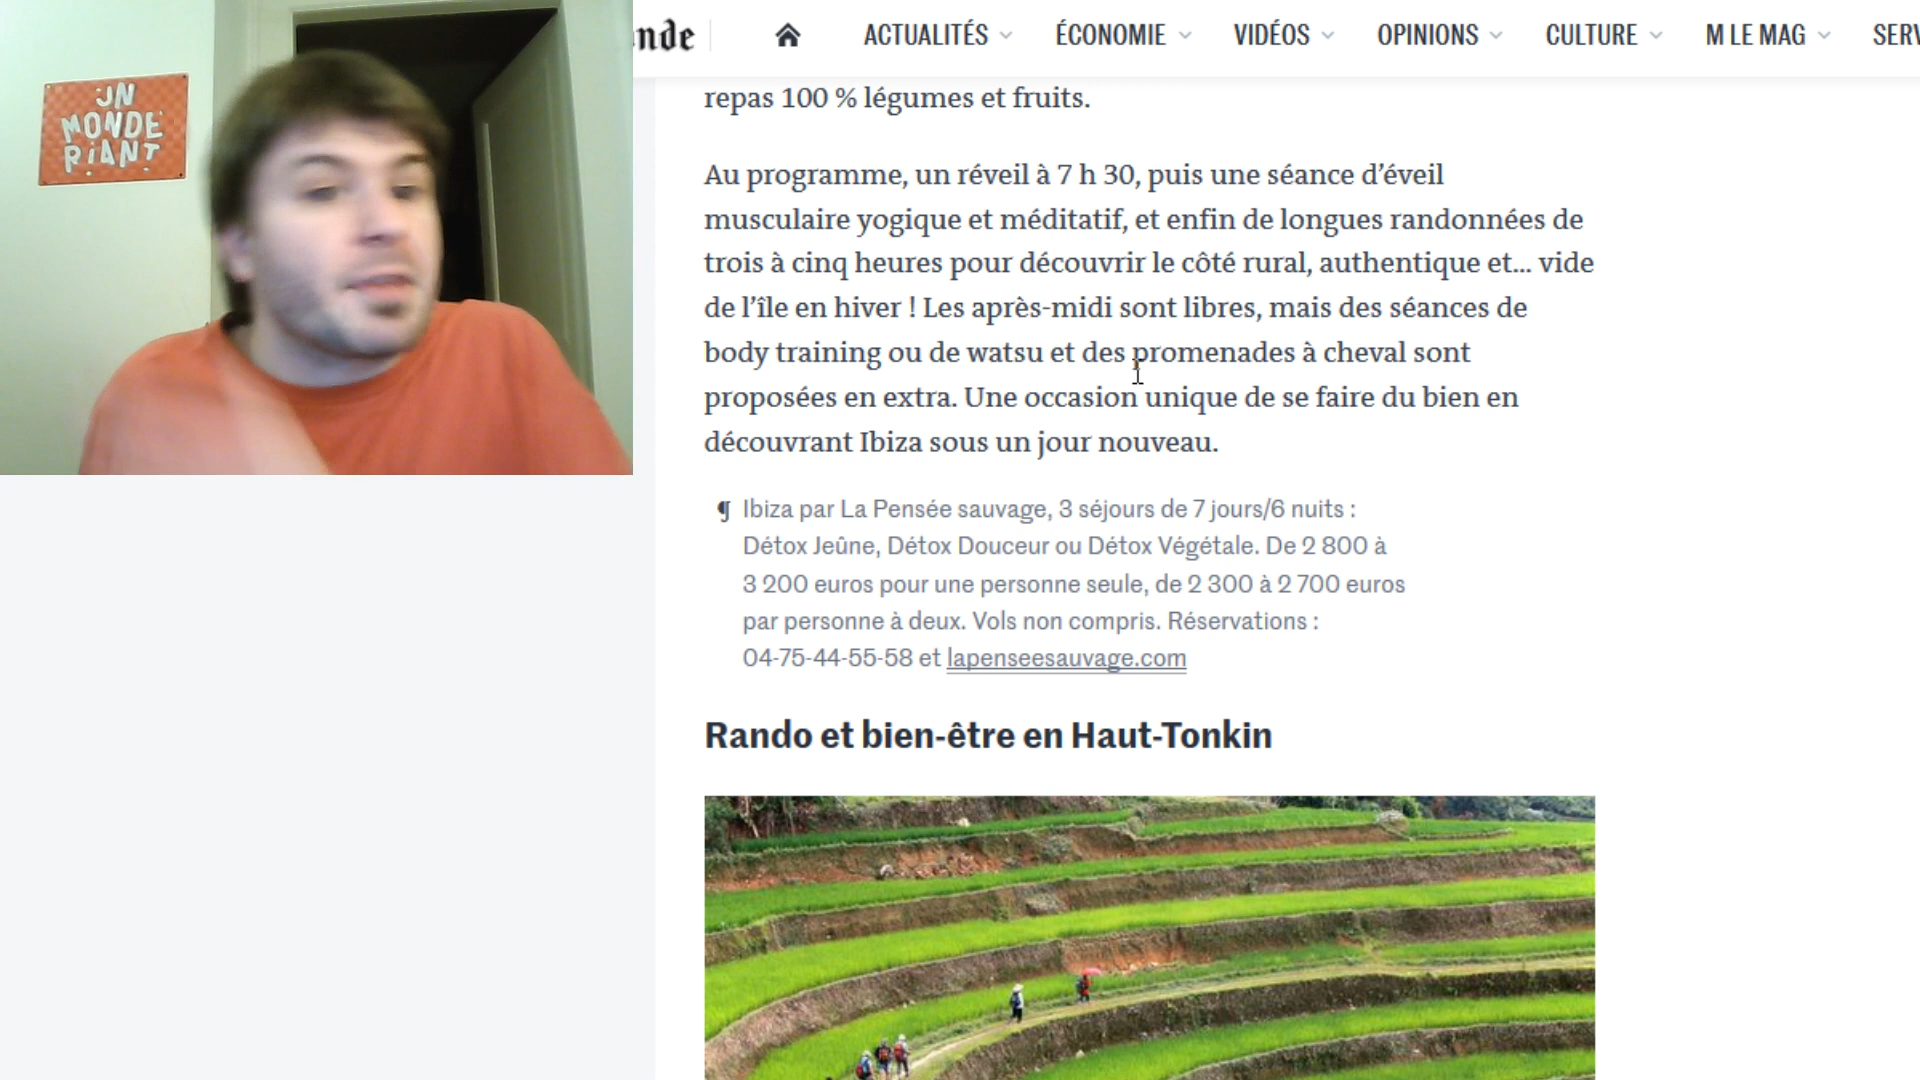 UN
MONDE
RiANT
nde
ACTUALITÉS
ÉCONOMIE
VIDÉOS
OPINIONS
CULTURE
M LE MAG
SERV
repas 100 % légumes et fruits.
Au programme, un réveil à 7 h 30, puis une séance d’éveil
musculaire yogique et méditatif, et enfin de longues randonnées de
trois à cinq heures pour découvrir le côté rural, authentique et… vide
de l’île en hiver ! Les après-midi sont libres, mais des séances de
body training ou de watsu et des promenades à cheval sont
proposées en extra. Une occasion unique de se faire du bien en
découvrant Ibiza sous un jour nouveau.
¶ Ibiza par La Pensée sauvage, 3 séjours de 7 jours/6 nuits :
Détox Jeûne, Détox Douceur ou Détox Végétale. De 2 800 à
3 200 euros pour une personne seule, de 2 300 à 2 700 euros
par personne à deux. Vols non compris. Réservations :
04-75-44-55-58 et lapenseesauvage.com
Rando et bien-être en Haut-Tonkin